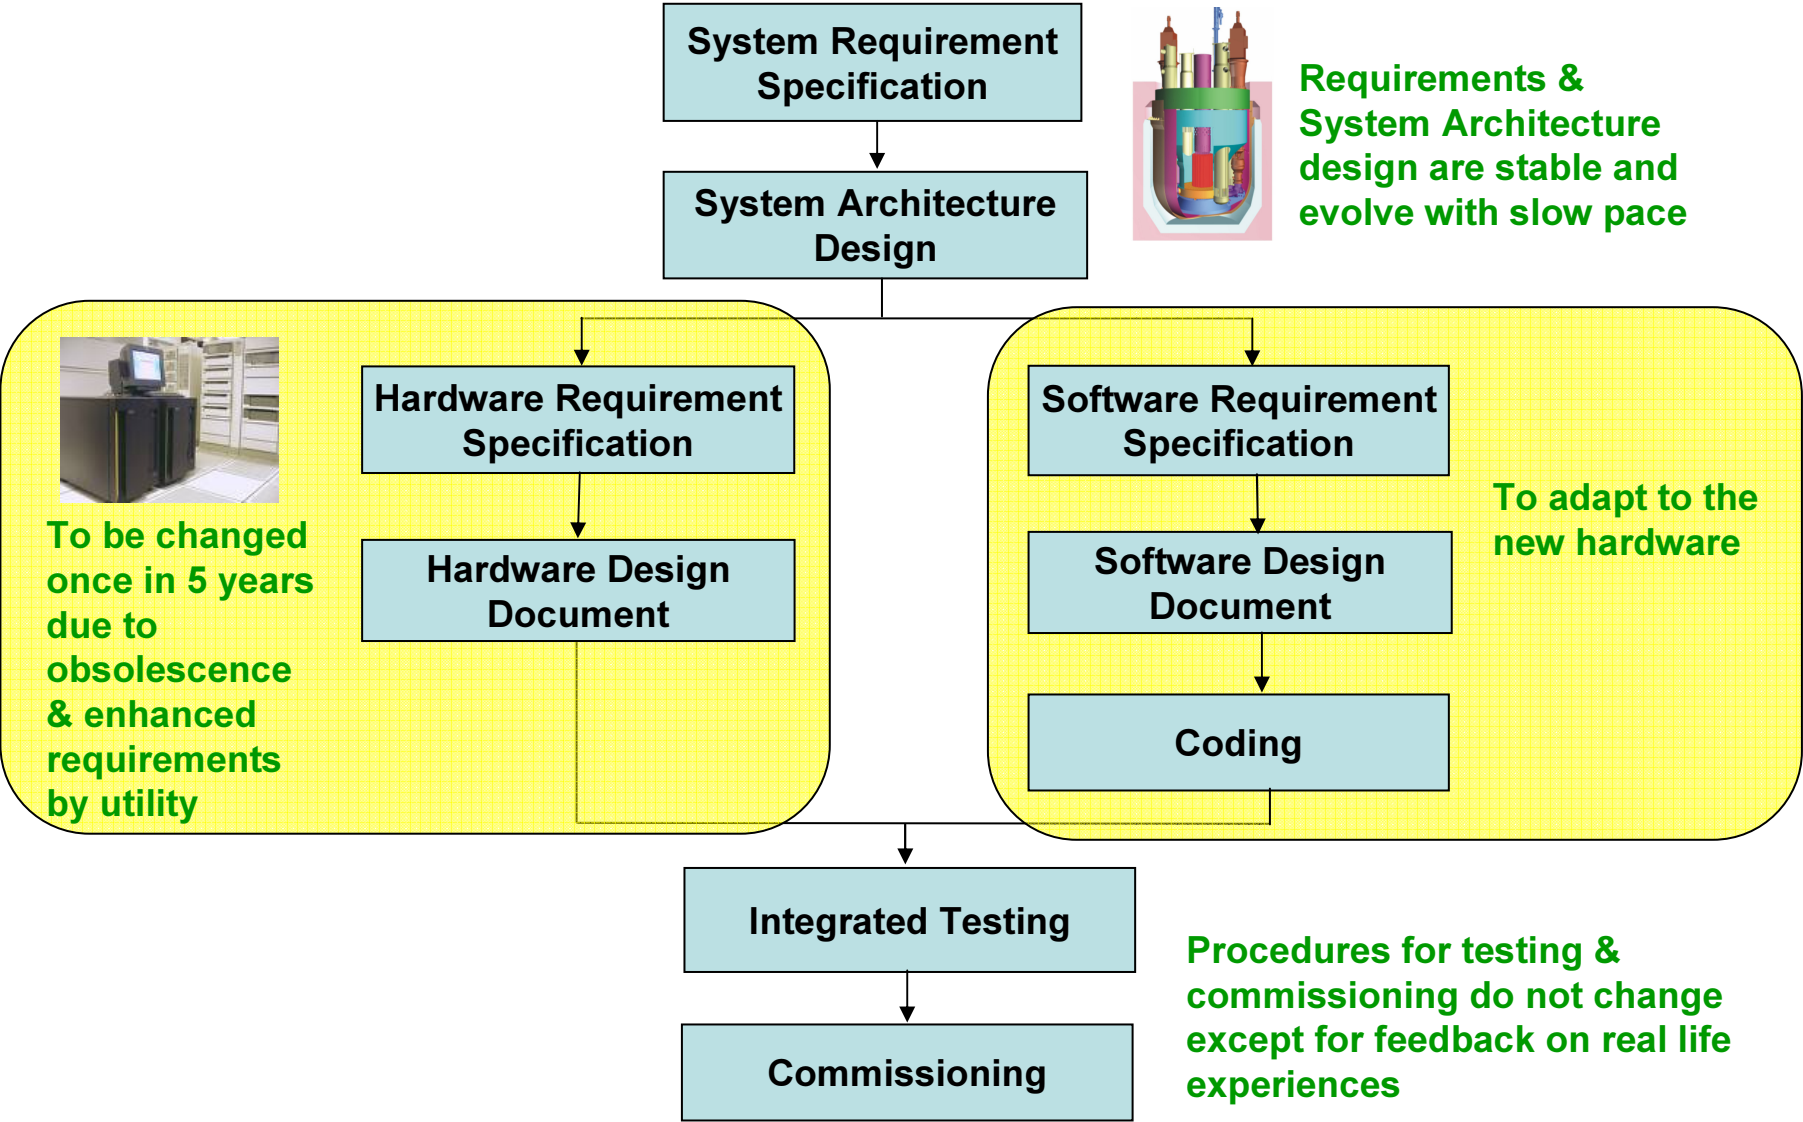 System Requirement
Specification
Requirements &
System Architecture
design are stable and
evolve with slow pace
System Architecture
Design
Hardware Requirement
Specification
Software Requirement
Specification
To be changed
once in 5 years
due to
obsolescence
& enhanced
requirements
by utility
To adapt to the
new hardware
Hardware Design
Document
Software Design
Document
Coding
Integrated Testing
Procedures for testing &
commissioning do not change
except for feedback on real life
experiences
Commissioning